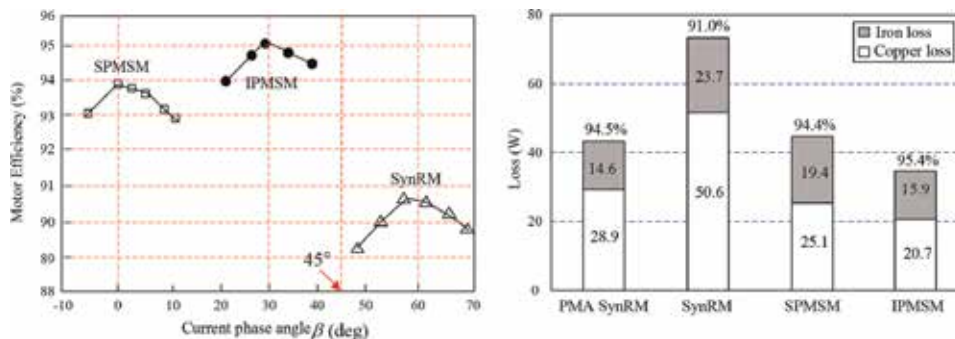 96
95
94
93
92
91
90
89
88
Motor Efficiency (%)
SPMSM
IPMSM
SynRM
45°
-10 0 10 20 30 40 50 60 70
Current phase angle β (deg)
80
60
40
20
0
Loss (W)
Iron loss
Copper loss
94.5%
14.6
28.9
91.0%
23.7
50.6
94.4%
19.4
25.1
95.4%
15.9
20.7
PMA SynRM SynRM SPMSM IPMSM